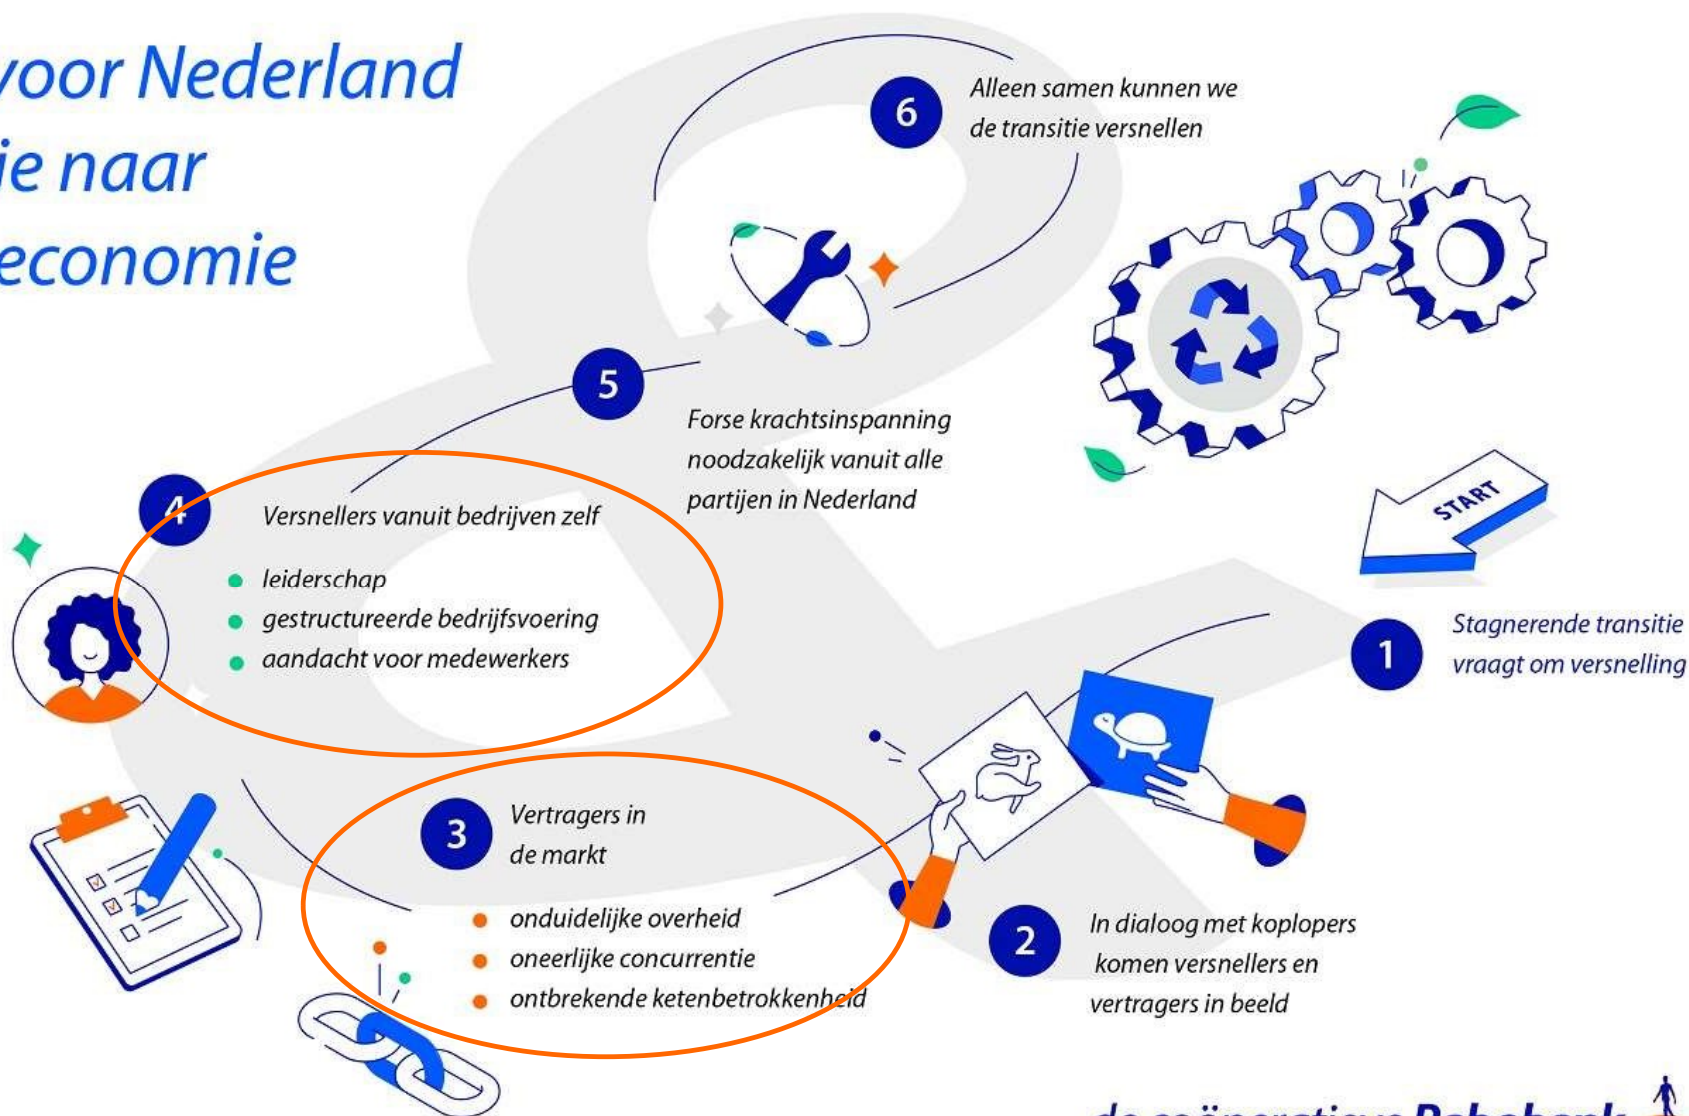 voor Nederland
ie naar
economie
6
Alleen samen kunnen we
de transitie versnellen
5
Forse krachtsinspanning
noodzakelijk vanuit alle
partijen in Nederland
START
4
Versnellers vanuit bedrijven zelf
leiderschap
gestructureerde bedrijfsvoering
aandacht voor medewerkers
1
Stagnerende transitie
vraagt om versnelling
3
Vertragers in
de markt
onduidelijke overheid
oneerlijke concurrentie
ontbrekende ketenbetrokkenheid
2
In dialoog met koplopers
komen versnellers en
vertragers in beeld
de coöperatieve Rabobank